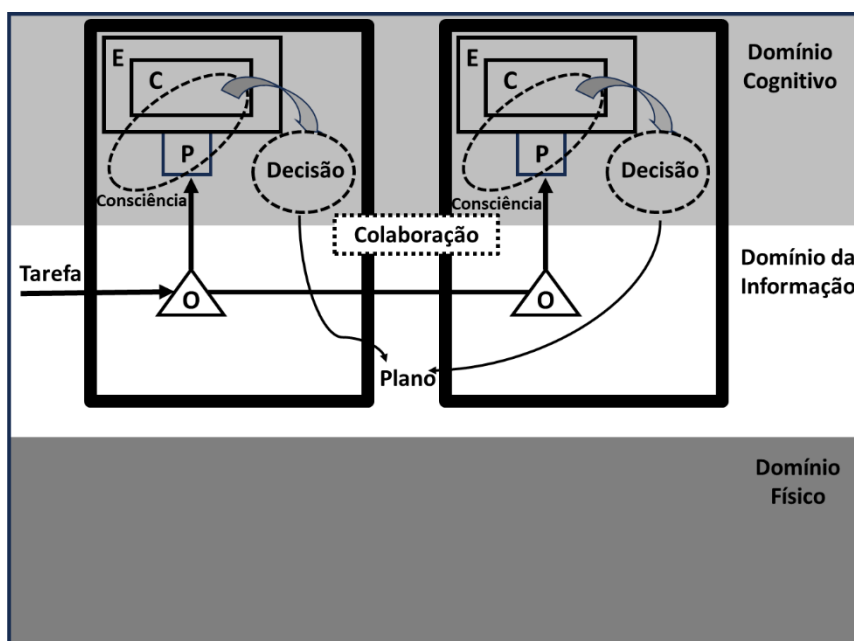 E
C
P
Consciência
Decisão
E
C
P
Consciência
Decisão
Domínio
Cognitivo
Colaboração
Tarefa
O
O
Plano
Domínio da
Informação
Domínio
Físico